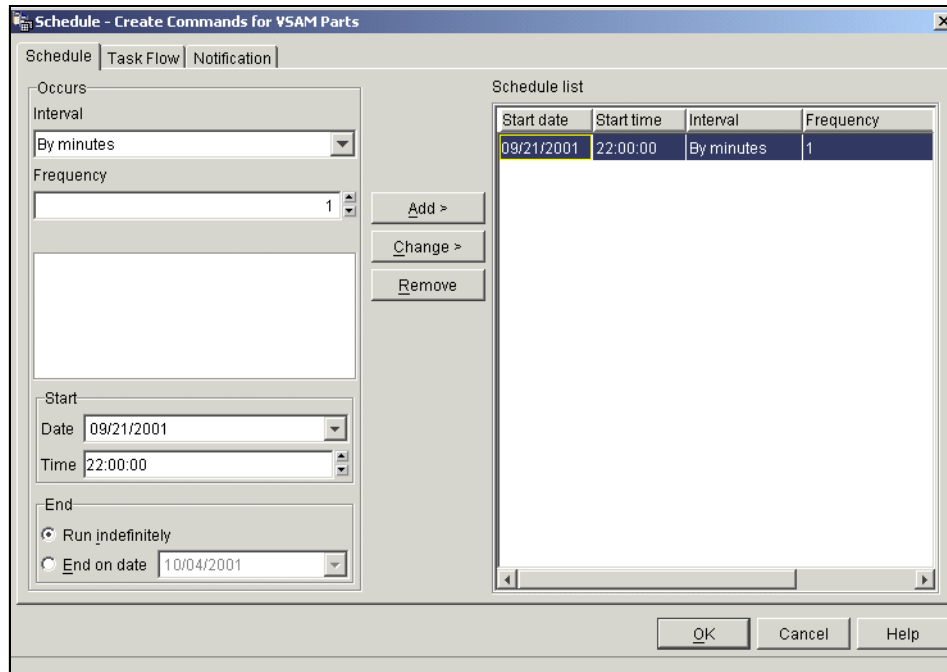 Schedule - Create Commands for VSAM Parts
Schedule Task Flow Notification
Occurs
Interval
By minutes
Frequency
1
Start
Date 09/21/2001
Time 22:00:00
End
Run indefinitely
End on date 10/04/2001
Add >
Change >
Remove
Schedule list
Start date Start time Interval Frequency
09/21/2001 22:00:00 By minutes 1
OK Cancel Help